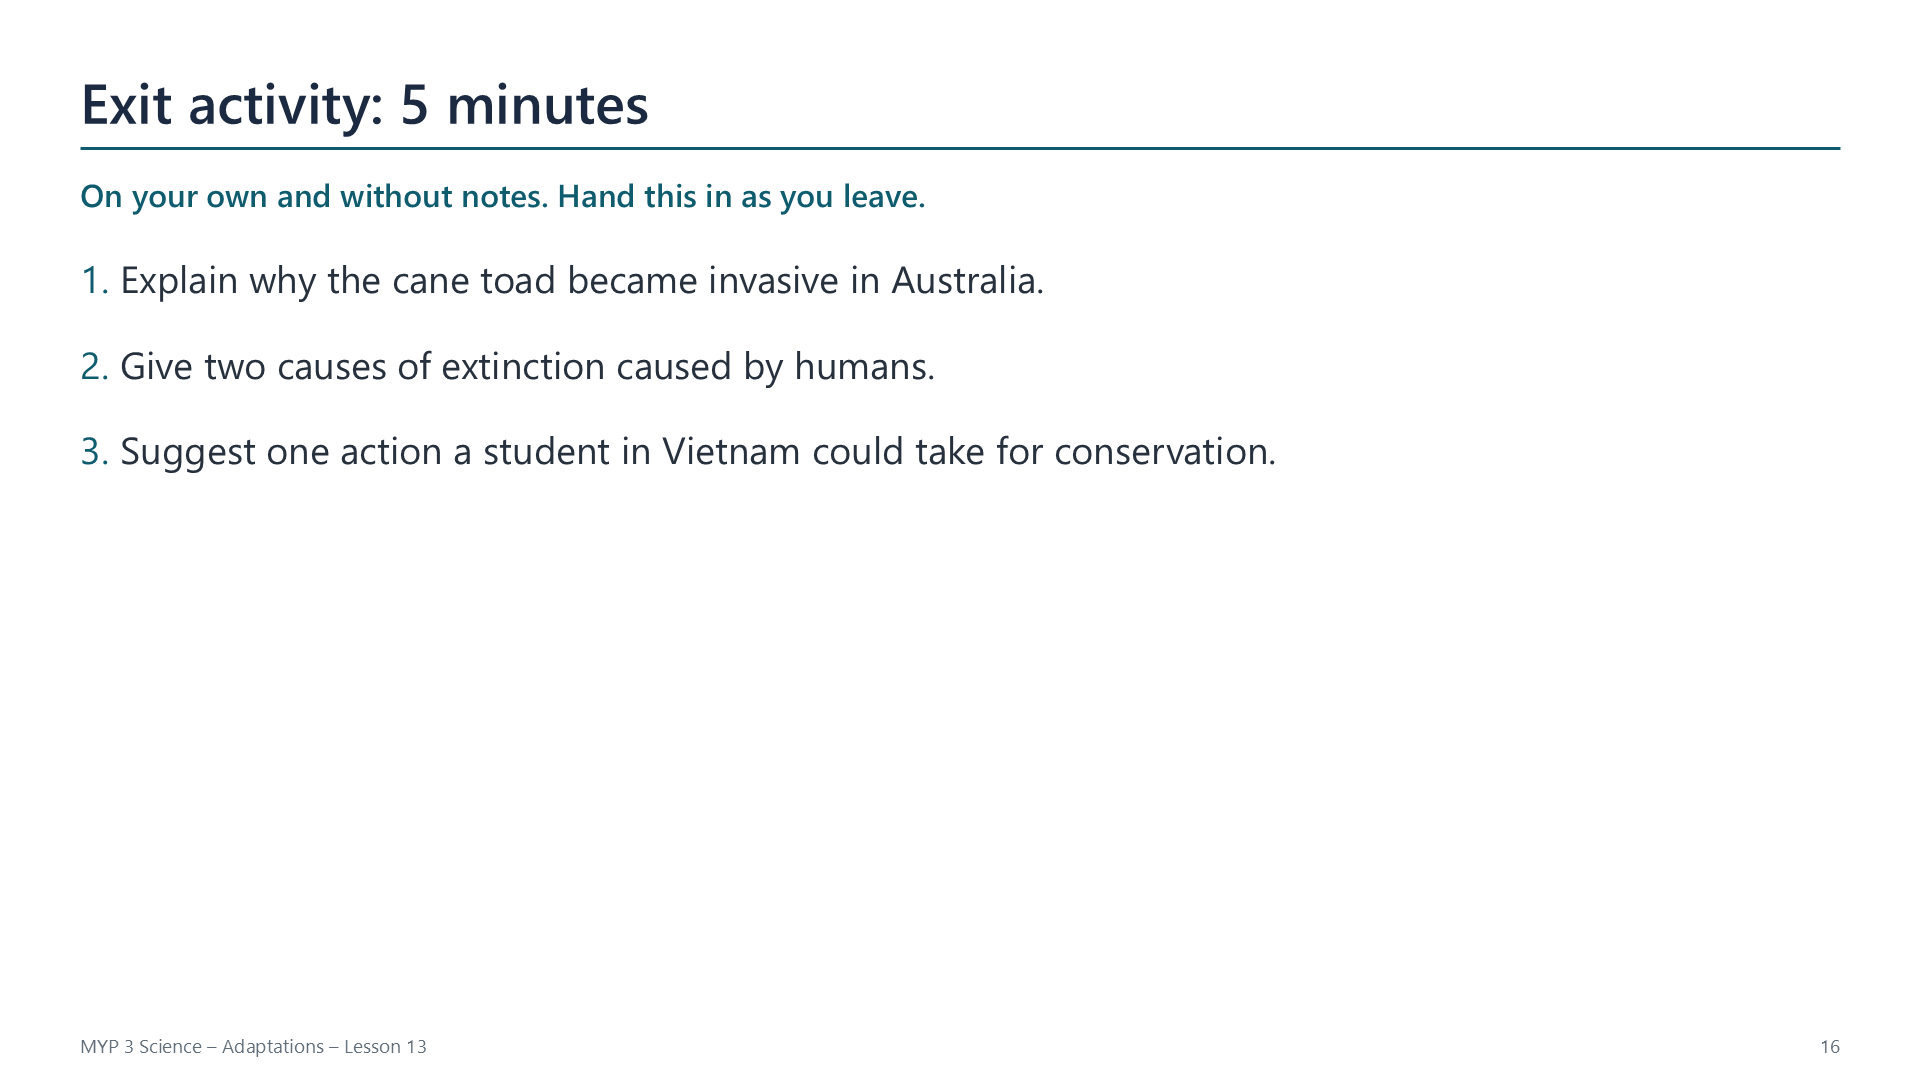 Exit activity: 5 minutes
On your own and without notes. Hand this in as you leave.
1. Explain why the cane toad became invasive in Australia.
2. Give two causes of extinction caused by humans.
3. Suggest one action a student in Vietnam could take for conservation.
MYP 3 Science – Adaptations – Lesson 13
16